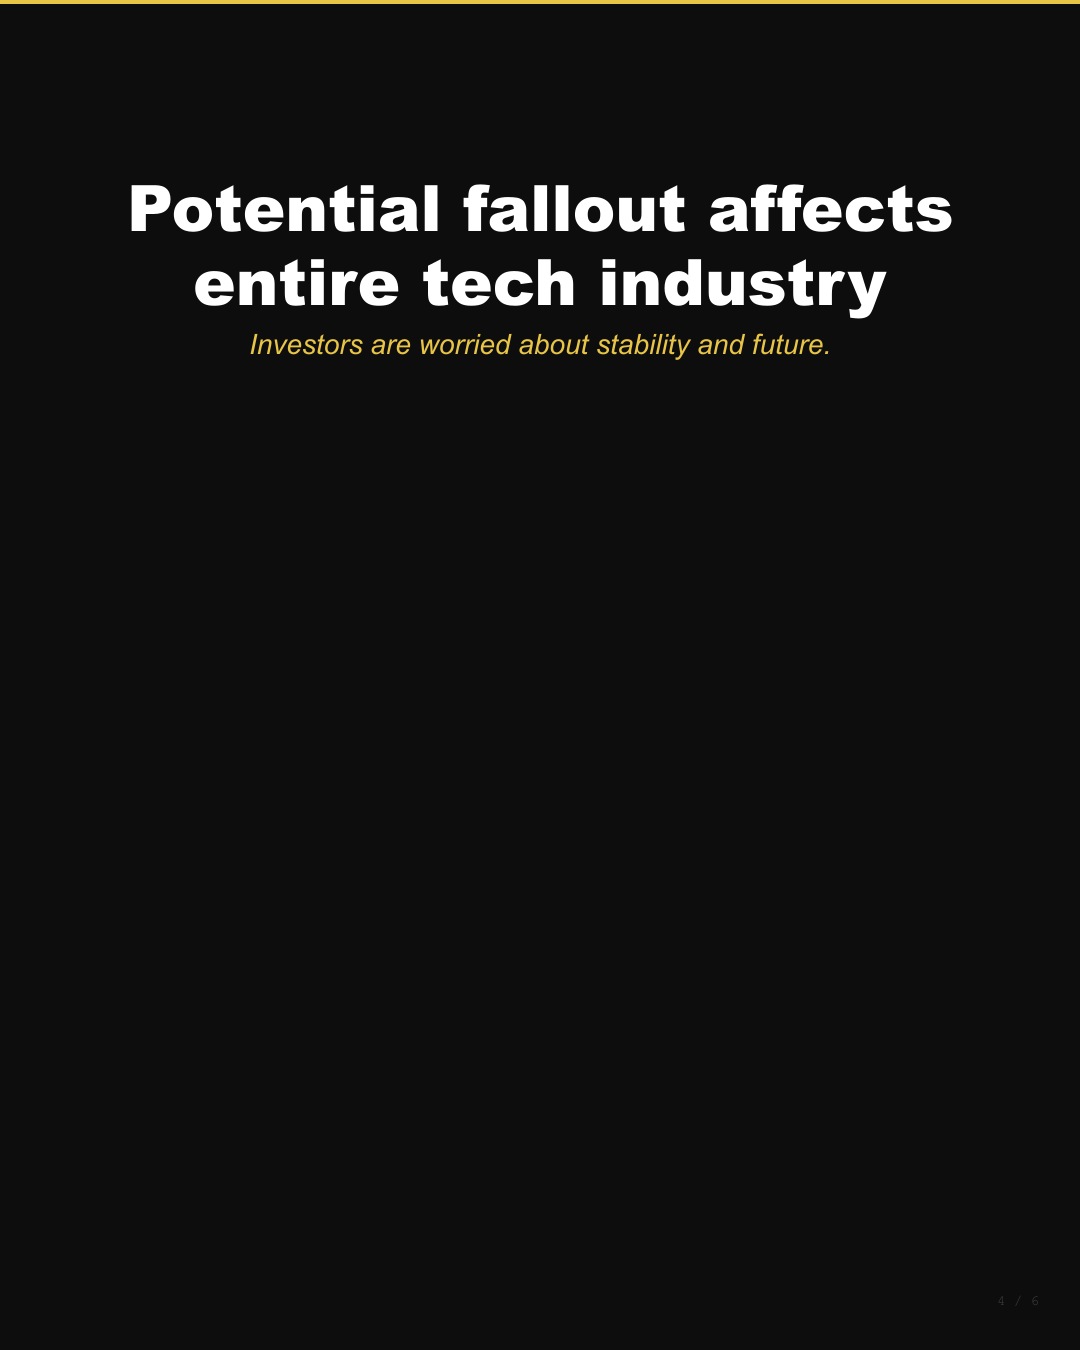 Potential fallout affects
entire tech industry
Investors are worried about stability and future.
4 / 6